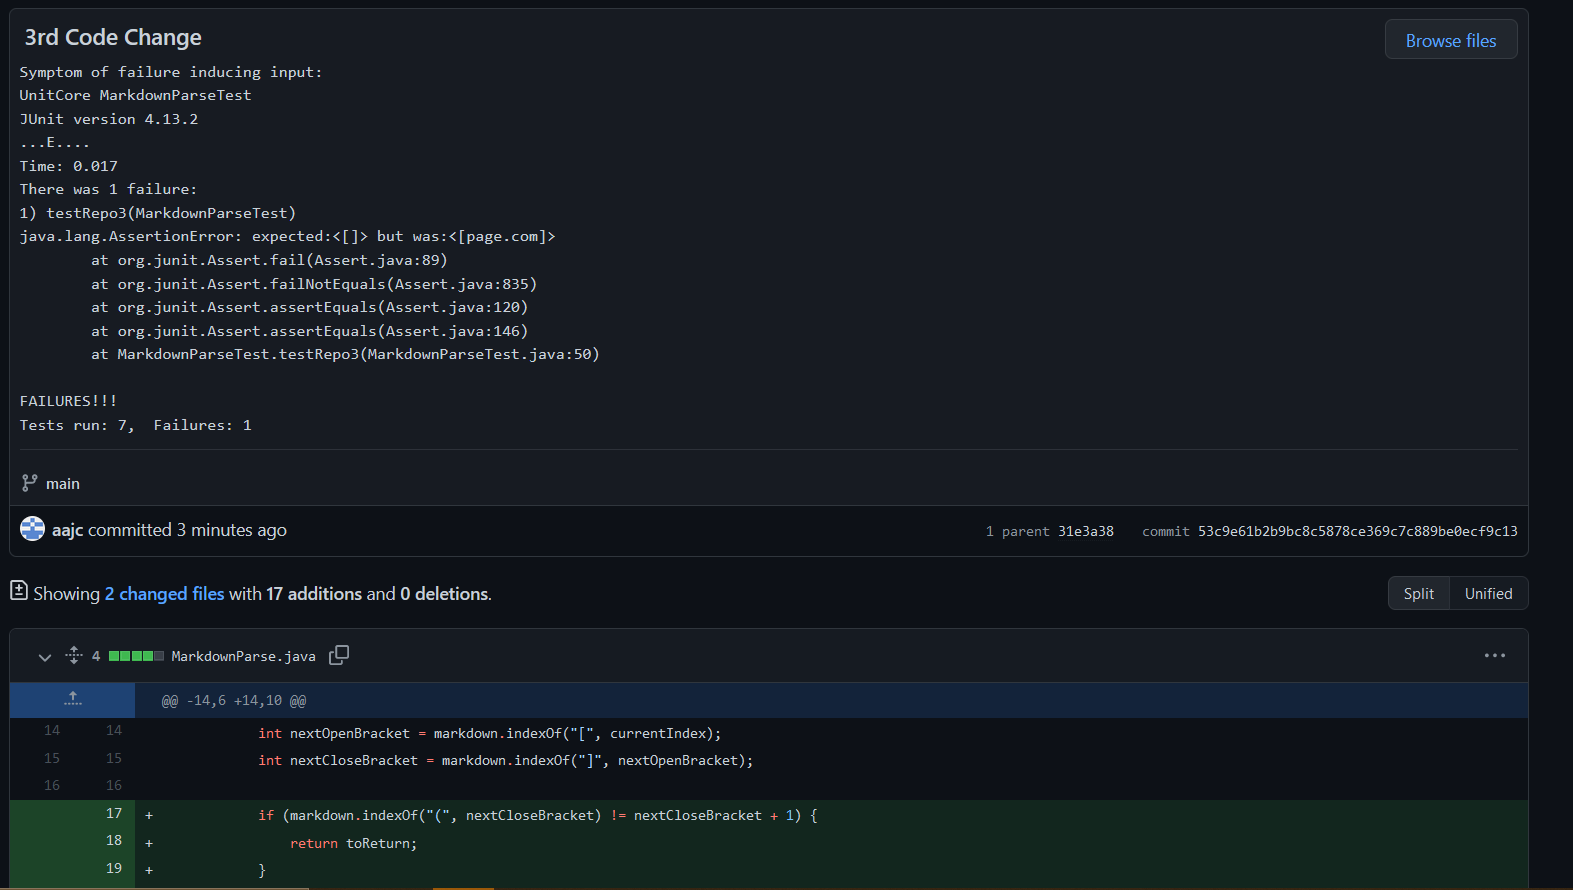 3rd Code Change
Browse files
Symptom of failure inducing input:
UnitCore MarkdownParseTest
JUnit version 4.13.2
...E....
Time: 0.017
There was 1 failure:
1) testRepo3(MarkdownParseTest)
java.lang.AssertionError: expected:<[]> but was:<[page.com]>
        at org.junit.Assert.fail(Assert.java:89)
        at org.junit.Assert.failNotEquals(Assert.java:835)
        at org.junit.Assert.assertEquals(Assert.java:120)
        at org.junit.Assert.assertEquals(Assert.java:146)
        at MarkdownParseTest.testRepo3(MarkdownParseTest.java:50)
FAILURES!!!
Tests run: 7,  Failures: 1
main
aajc committed 3 minutes ago
1 parent 31e3a38 commit 53c9e61b2b9bc8c5878ce369c7c889be0ecf9c13
Showing 2 changed files with 17 additions and 0 deletions.
Split Unified
4 MarkdownParse.java
@@ -14,6 +14,10 @@
14 14 int nextOpenBracket = markdown.indexOf("[", currentIndex);
15 15 int nextCloseBracket = markdown.indexOf("]", nextOpenBracket);
16 16
17 + if (markdown.indexOf("(", nextCloseBracket) != nextCloseBracket + 1) {
18 + return toReturn;
19 + }